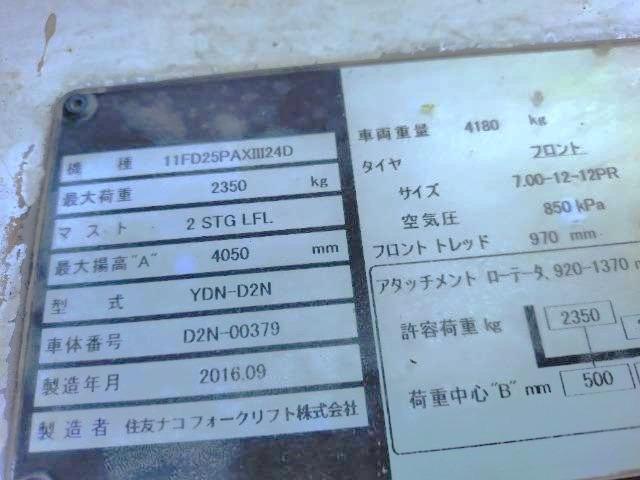 機 種 11FD25PAXⅢ24D
最大荷重 2350 kg
マスト 2 STG LFL
最大揚高"A" 4050 mm
型 式 YDN-D2N
車体番号 D2N-00379
製造年月 2016.09
製造者 住友ナコフォークリフト株式会社
車両重量 4180 kg
タイヤ フロント
サイズ 7.00-12-12PR
空気圧 850 kPa
フロント トレッド 970 mm
アタッチメント ローテータ, 920-1370
許容荷重 kg 2350
荷重中心"B" mm 500